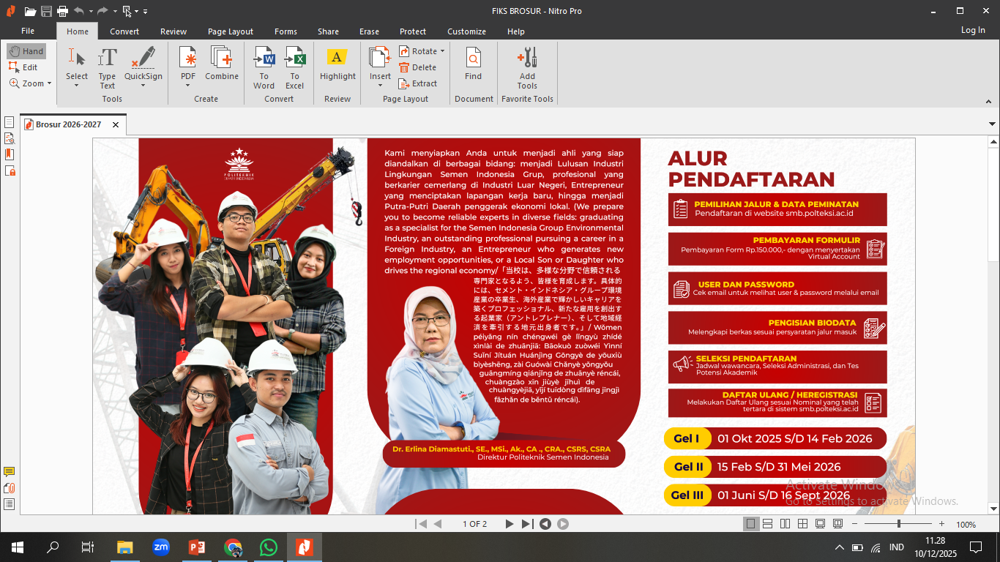 FIKS BROSUR - Nitro Pro
File
Home
Convert
Review
Page Layout
Forms
Share
Erase
Protect
Customize
Help
Log In
Hand
Edit
Zoom
Select
Type
Text
QuickSign
Tools
PDF
Combine
Create
To
Word
To
Excel
Convert
A
Highlight
Review
Insert
Rotate
Delete
Extract
Page Layout
Find
Document
Add
Tools
Favorite Tools
Brosur 2026-2027
POLITEKNIK
SEMEN INDONESIA
Kami menyiapkan Anda untuk menjadi ahli yang siap
diandalkan di berbagai bidang: menjadi Lulusan Industri
Lingkungan Semen Indonesia Grup, profesional yang
berkarier cemerlang di Industri Luar Negeri, Entrepreneur
yang menciptakan lapangan kerja baru, hingga menjadi
Putra-Putri Daerah penggerak ekonomi lokal. (We prepare
you to become reliable experts in diverse fields: graduating
as a specialist for the Semen Indonesia Group Environmental
Industry, an outstanding professional pursuing a career in a
Foreign Industry, an Entrepreneur who generates new
employment opportunities, or a Local Son or Daughter who
drives the regional economy/「当校は、多様な分野で信頼される
専門家となるよう、皆様を育成します。具体的
には、セメント・インドネシア・グループ環境
産業の卒業生、海外産業で輝かしいキャリアを
築くプロフェッショナル、新たな雇用を創出す
る起業家（アントレプレナー）、そして地域経
済を牽引する地元出身者です。」/ Wǒmen
péiyǎng nín chéngwéi gè lǐngyù zhídé
xìnlài de zhuānjiā: Bāokuò zuòwéi Yìnní
Suǐní Jítuán Huánjìng Gōngyè de yōuxiù
bìyèshēng, zài Guówài Chǎnyè yōngyǒu
guāngmíng qiánjǐng de zhuānyè réncái,
chuàngzào xīn jiùyè jīhuì de
chuàngyèjiā, yǐjí tuīdòng dìfāng jīngjì
fāzhǎn de běntǔ réncái).
Dr. Erlina Diamastuti., SE., MSi., Ak., CA ., CRA., CSRS, CSRA
Direktur Politeknik Semen Indonesia
ALUR
PENDAFTARAN
PEMILIHAN JALUR & DATA PEMINATAN
Pendaftaran di website smb.polteksi.ac.id
PEMBAYARAN FORMULIR
Pembayaran Form Rp.150.000,- dengan menyertakan
Virtual Account
USER DAN PASSWORD
Cek email untuk melihat user & password melalui email
PENGISIAN BIODATA
Melengkapi berkas sesuai persyaratan jalur masuk
SELEKSI PENDAFTARAN
Jadwal wawancara, Seleksi Administrasi, dan Tes
Potensi Akademik
DAFTAR ULANG / HEREGISTRASI
Melakukan Daftar Ulang sesuai Nominal yang telah
tertara di sistem smb.polteksi.ac.id
Gel I 01 Okt 2025 S/D 14 Feb 2026
Gel II 15 Feb S/D 31 Mei 2026
Gel III 01 Juni S/D 16 Sept 2026
Activate Windows
Go to Settings to activate Windows.
1 OF 2
100%
zm
IND
11.28
10/12/2025